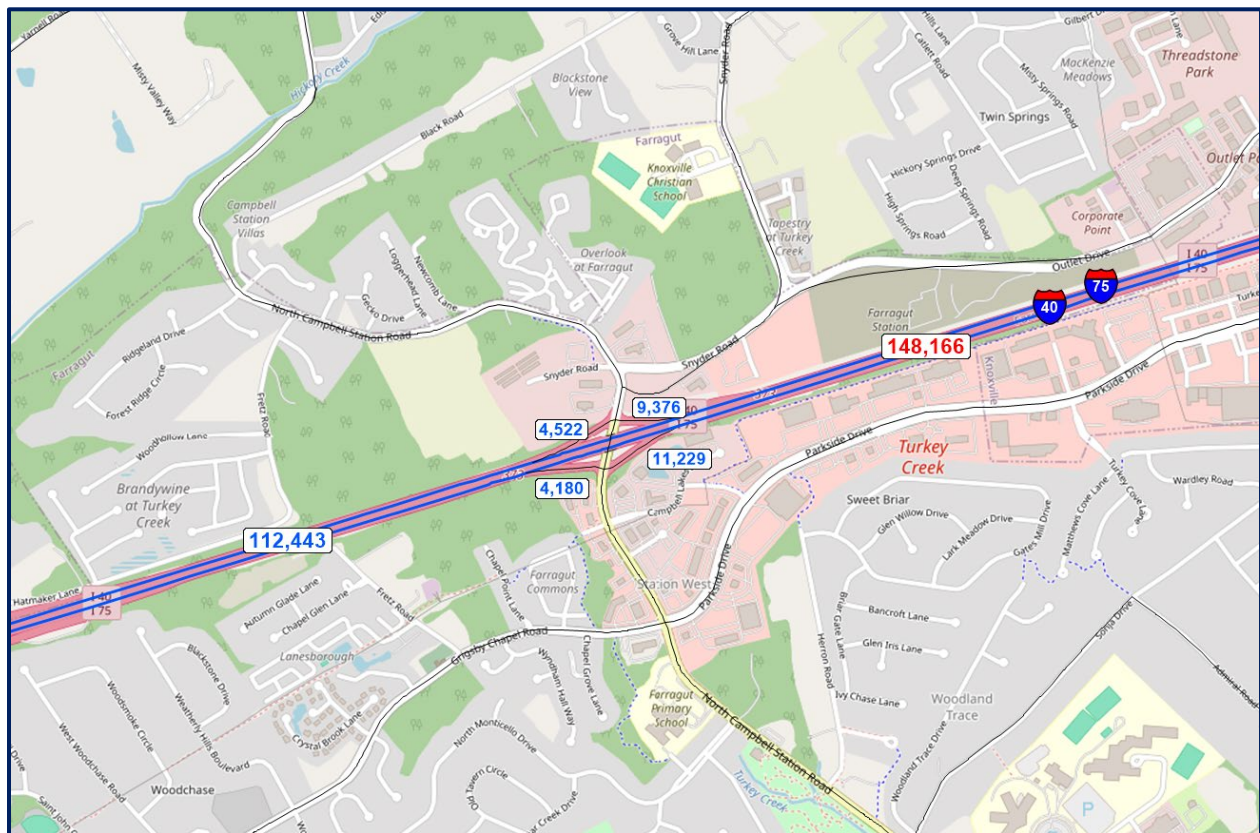 Yarnell Road
Misty Valley Way
Hickory Creek
Black Road
Grove Hill Lane
Blackstone
View
Snyder Road
Hills Lane
Catlett Road
Misty Springs Road
MacKenzie
Meadows
Threadstone
Park
Twin Springs
Farragut
Knoxville
Christian
School
Hickory Springs Drive
Deep Springs Road
High Springs Road
Corporate
Point
Outlet Drive
Campbell
Station
Villas
Tapestry
at Turkey
Creek
Overlook
at Farragut
Loggerhead Lane
Newcomb Lane
Gecko Drive
North Campbell Station Road
Farragut
Station
I 40
I 75
75
40
148,166
Knoxville
Parkside Drive
Farragut
Ridgeland Drive
Forest Ridge Circle
Fretz Road
Snyder Road
Snyder Road
9,376
I 75
4,522
11,229
4,180
Parkside Drive
Turkey
Creek
Woodhollow Lane
Brandywine
at Turkey
Creek
112,443
Hatmaker Lane
I 40
I 75
Sweet Briar
Glen Willow Drive
Lark Meadow Drive
Gates Mill Drive
Matthews Cove Lane
Turkey Cove Lane
Wardley Road
Autumn Glade Lane
Chapel Glen Lane
Fretz Road
Chapel Point Lane
Farragut
Commons
Station West
Parkside Drive
Lanesborough
Grigsby Chapel Road
Briar Gate Lane
Bancroft Lane
Glen Iris Lane
Herron Road
Ivy Chase Lane
Sonja Drive
Admiral Road
Blackstone Drive
Weatherly Hills Boulevard
Woodsmoke Circle
West Woodchase Road
Crystal Brook Lane
Wyndham Hall Way
Chapel Grove Lane
Farragut
Primary
School
North Campbell Station Road
Woodland
Trace
Woodland Trace Drive
Woodchase
North Monticello Drive
Tavern Circle
Turkey Creek
P